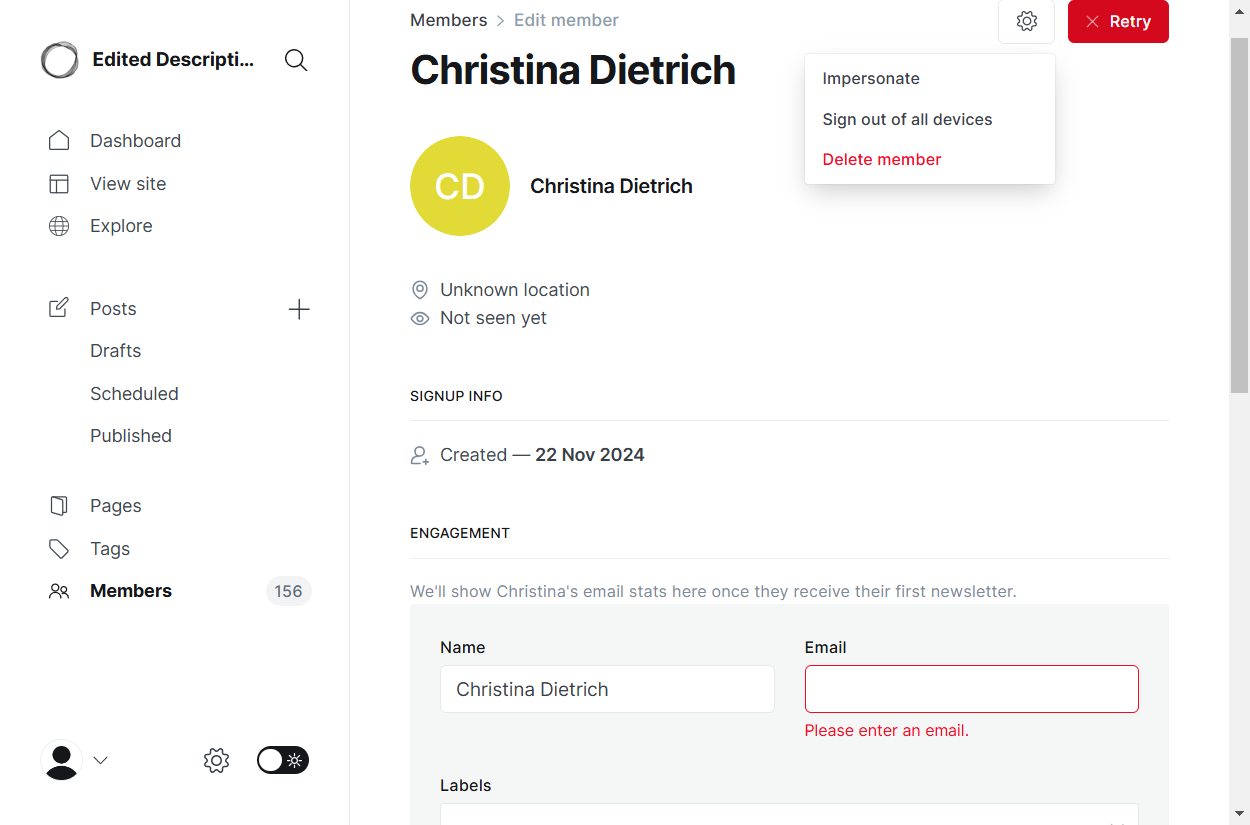 Edited Descripti...
Dashboard
View site
Explore
Posts
Drafts
Scheduled
Published
Pages
Tags
Members 156
Members > Edit member
Retry
Christina Dietrich
Impersonate
Sign out of all devices
Delete member
CD
Christina Dietrich
Unknown location
Not seen yet
SIGNUP INFO
Created — 22 Nov 2024
ENGAGEMENT
We'll show Christina's email stats here once they receive their first newsletter.
Name
Christina Dietrich
Email
Please enter an email.
Labels